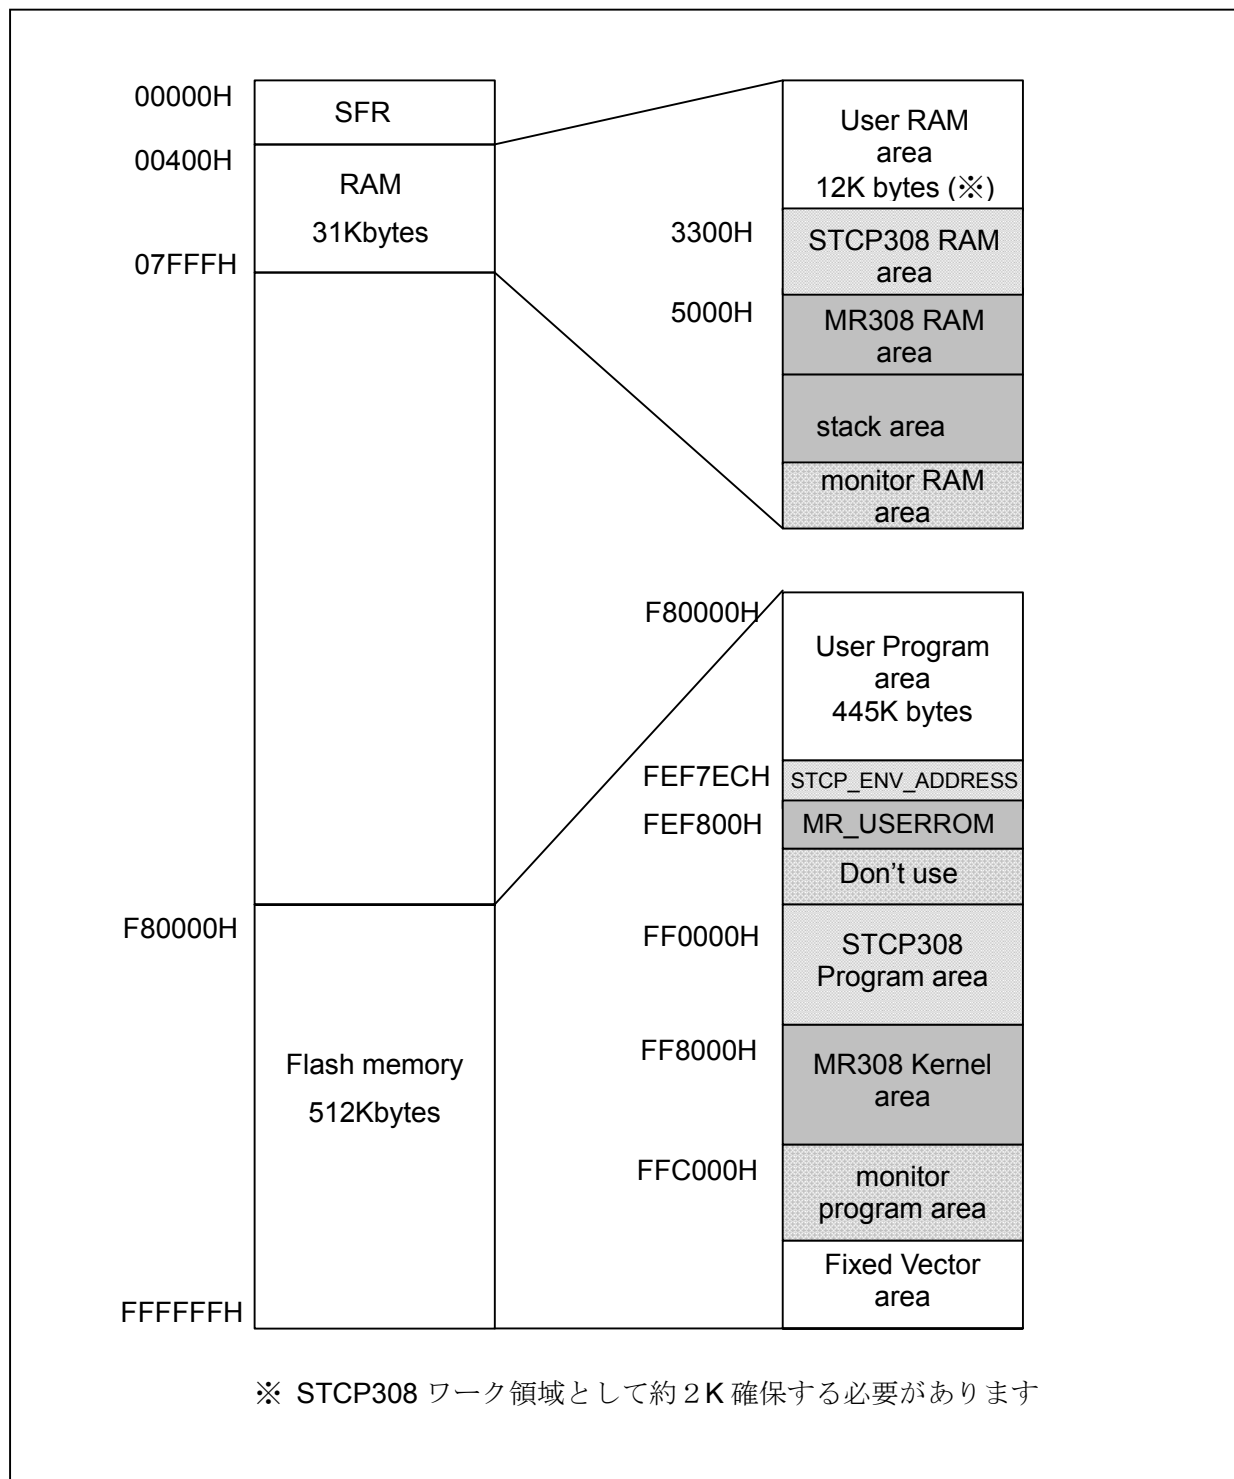 00000H
SFR
00400H
RAM
31Kbytes
07FFFH
F80000H
Flash memory
512Kbytes
FFFFFFH
User RAM
area
12K bytes (※)
3300H
STCP308 RAM
area
5000H
MR308 RAM
area
stack area
monitor RAM
area
F80000H
User Program
area
445K bytes
FEF7ECH
STCP_ENV_ADDRESS
FEF800H
MR_USERROM
Don't use
FF0000H
STCP308
Program area
FF8000H
MR308 Kernel
area
FFC000H
monitor
program area
Fixed Vector
area
※ STCP308 ワーク領域として約２K 確保する必要があります